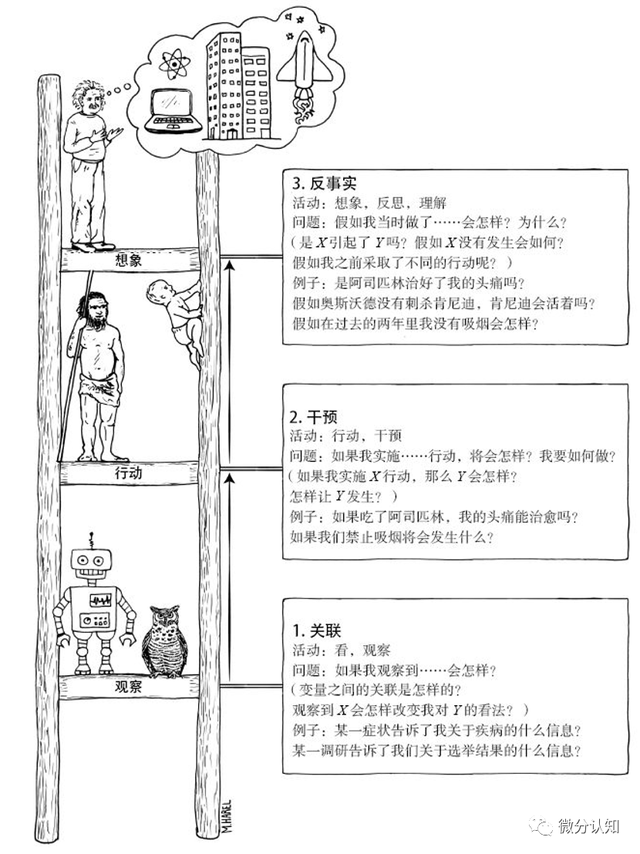 3. 反事实
活动：想象，反思，理解
问题：假如我当时做了……会怎样？为什么？
（是X引起了Y吗？假如X没有发生会如何？
假如我之前采取了不同的行动呢？）
例子：是阿司匹林治好了我的头痛吗？
假如奥斯沃德没有刺杀肯尼迪，肯尼迪会活着吗？
假如在过去的两年里我没有吸烟会怎样？
想象
2. 干预
活动：行动，干预
问题：如果我实施……行动，将会怎样？我要如何做？
（如果我实施X行动，那么Y会怎样？
怎样让Y发生？）
例子：如果吃了阿司匹林，我的头痛能治愈吗？
如果我们禁止吸烟将会发生什么？
行动
1. 关联
活动：看，观察
问题：如果我观察到……会怎样？
（变量之间的关联是怎样的？
观察到X会怎样改变我对Y的看法？）
例子：某一症状告诉了我关于疾病的什么信息？
某一调研告诉了我们关于选举结果的什么信息？
观察
M.HAREL
微分认知